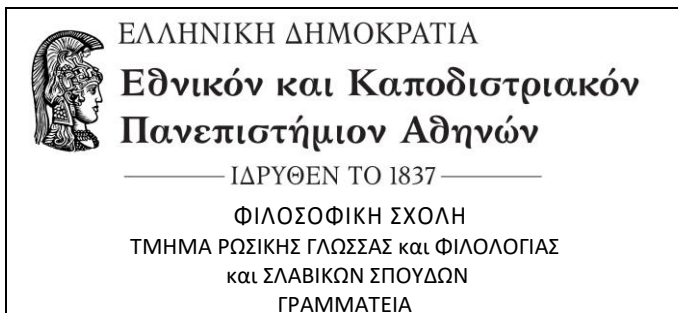 ΕΛΛΗΝΙΚΗ ΔΗΜΟΚΡΑΤΙΑ
Εθνικόν και Καποδιστριακόν
Πανεπιστήμιον Αθηνών
ΙΔΡΥΘΕΝ ΤΟ 1837
ΦΙΛΟΣΟΦΙΚΗ ΣΧΟΛΗ
ΤΜΗΜΑ ΡΩΣΙΚΗΣ ΓΛΩΣΣΑΣ και ΦΙΛΟΛΟΓΙΑΣ
και ΣΛΑΒΙΚΩΝ ΣΠΟΥΔΩΝ
ΓΡΑΜΜΑΤΕΙΑ